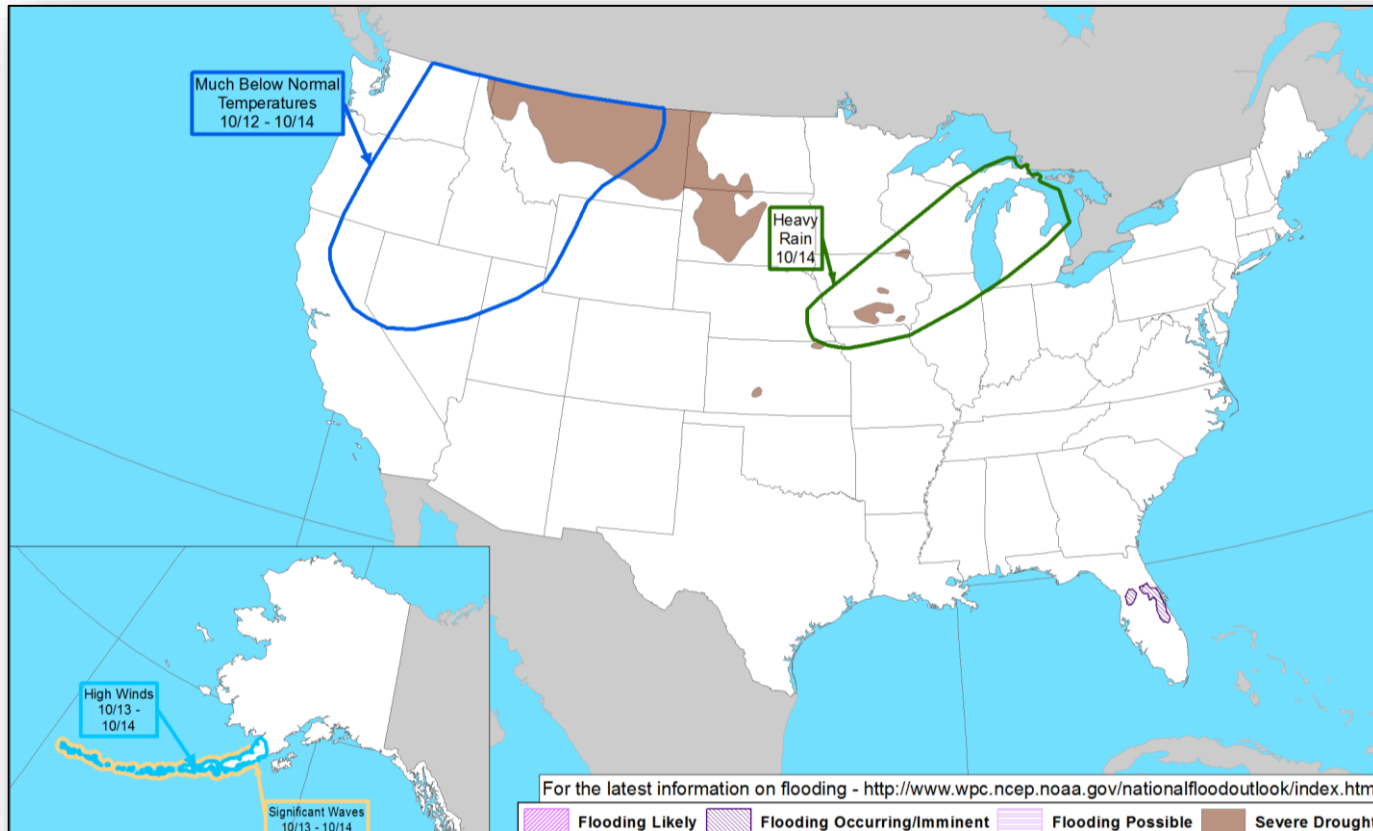 Much Below Normal
Temperatures
10/12 - 10/14
Heavy
Rain
10/14
High Winds
10/13 -
10/14
Significant Waves
10/13 - 10/14
For the latest information on flooding - http://www.wpc.ncep.noaa.gov/nationalfloodoutlook/index.htm
Flooding Likely
Flooding Occurring/Imminent
Flooding Possible
Severe Drought